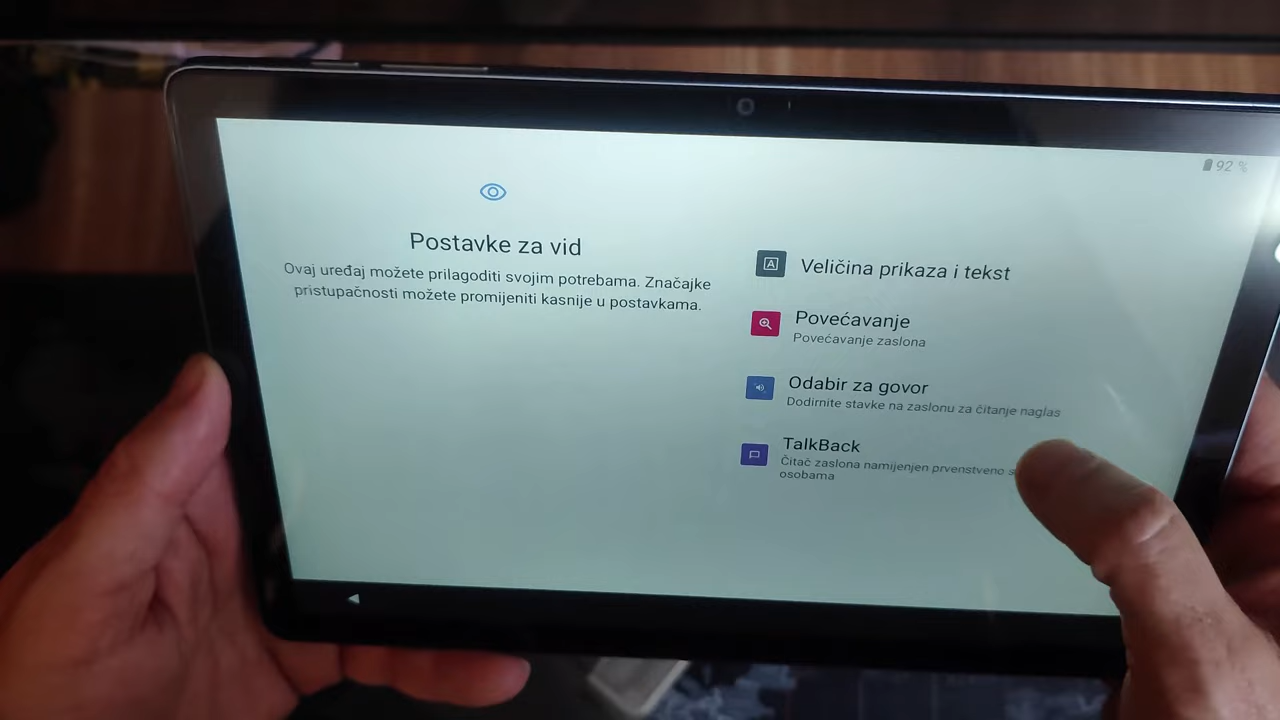 92 %
Postavke za vid
Ovaj uređaj možete prilagoditi svojim potrebama. Značajke
pristupačnosti možete promijeniti kasnije u postavkama.
Veličina prikaza i tekst
Povećavanje
Povećavanje zaslona
Odabir za govor
Dodirnite stavke na zaslonu za čitanje naglas
TalkBack
Čitač zaslona namijenjen prvenstveno
osobama